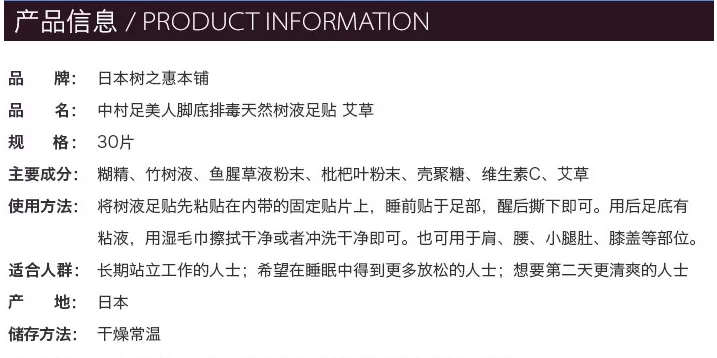 产品信息 / PRODUCT INFORMATION
品 牌： 日本树之惠本铺
品 名： 中村足美人脚底排毒天然树液足贴 艾草
规 格： 30片
主要成分： 糊精、竹树液、鱼腥草液粉末、枇杷叶粉末、壳聚糖、维生素C、艾草
使用方法： 将树液足贴先粘贴在内带的固定贴片上，睡前贴于足部，醒后撕下即可。用后足底有
粘液，用湿毛巾擦拭干净或者冲洗干净即可。也可用于肩、腰、小腿肚、膝盖等部位。
适合人群： 长期站立工作的人士；希望在睡眠中得到更多放松的人士；想要第二天更清爽的人士
产 地： 日本
储存方法： 干燥常温